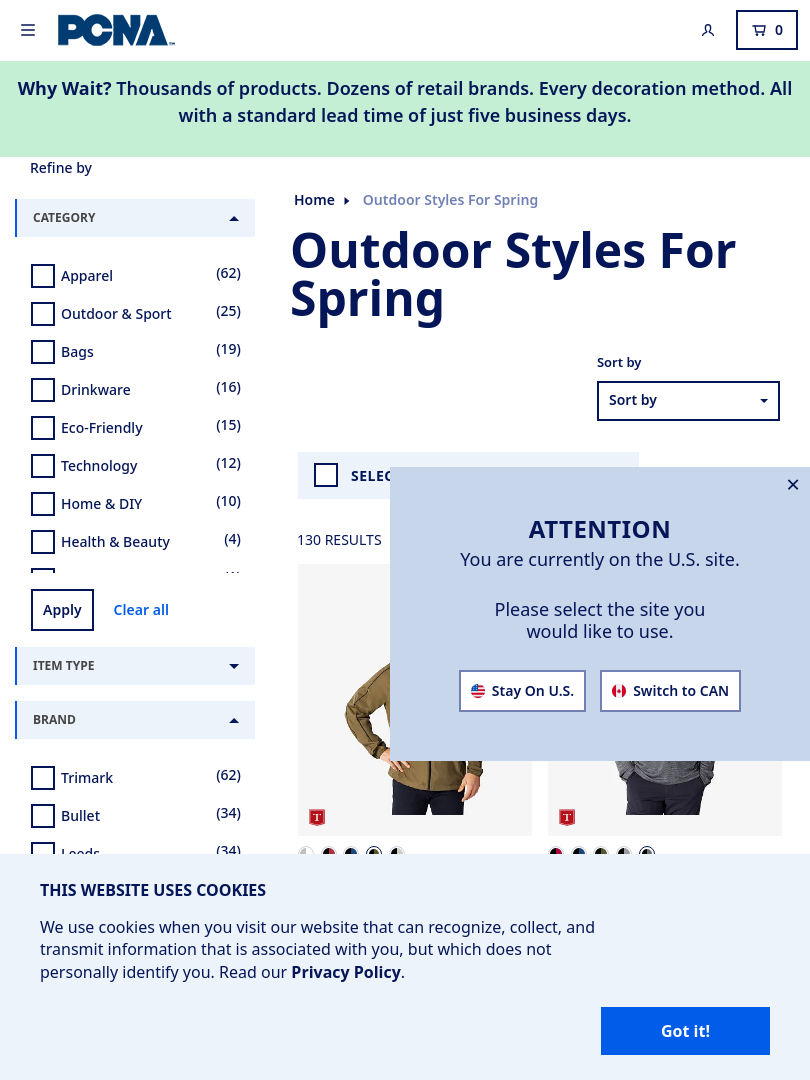 PCNA
0
Why Wait? Thousands of products. Dozens of retail brands. Every decoration method. All
with a standard lead time of just five business days.
Refine by
CATEGORY
Apparel (62)
Outdoor & Sport (25)
Bags (19)
Drinkware (16)
Eco-Friendly (15)
Technology (12)
Home & DIY (10)
Health & Beauty (4)
Apply
Clear all
ITEM TYPE
BRAND
Trimark (62)
Bullet (34)
Leeds (34)
Home
Outdoor Styles For Spring
Outdoor Styles For
Spring
Sort by
Sort by
130 RESULTS
ATTENTION
You are currently on the U.S. site.
Please select the site you
would like to use.
Stay On U.S.
Switch to CAN
T
T
THIS WEBSITE USES COOKIES
We use cookies when you visit our website that can recognize, collect, and
transmit information that is associated with you, but which does not
personally identify you. Read our Privacy Policy.
Got it!